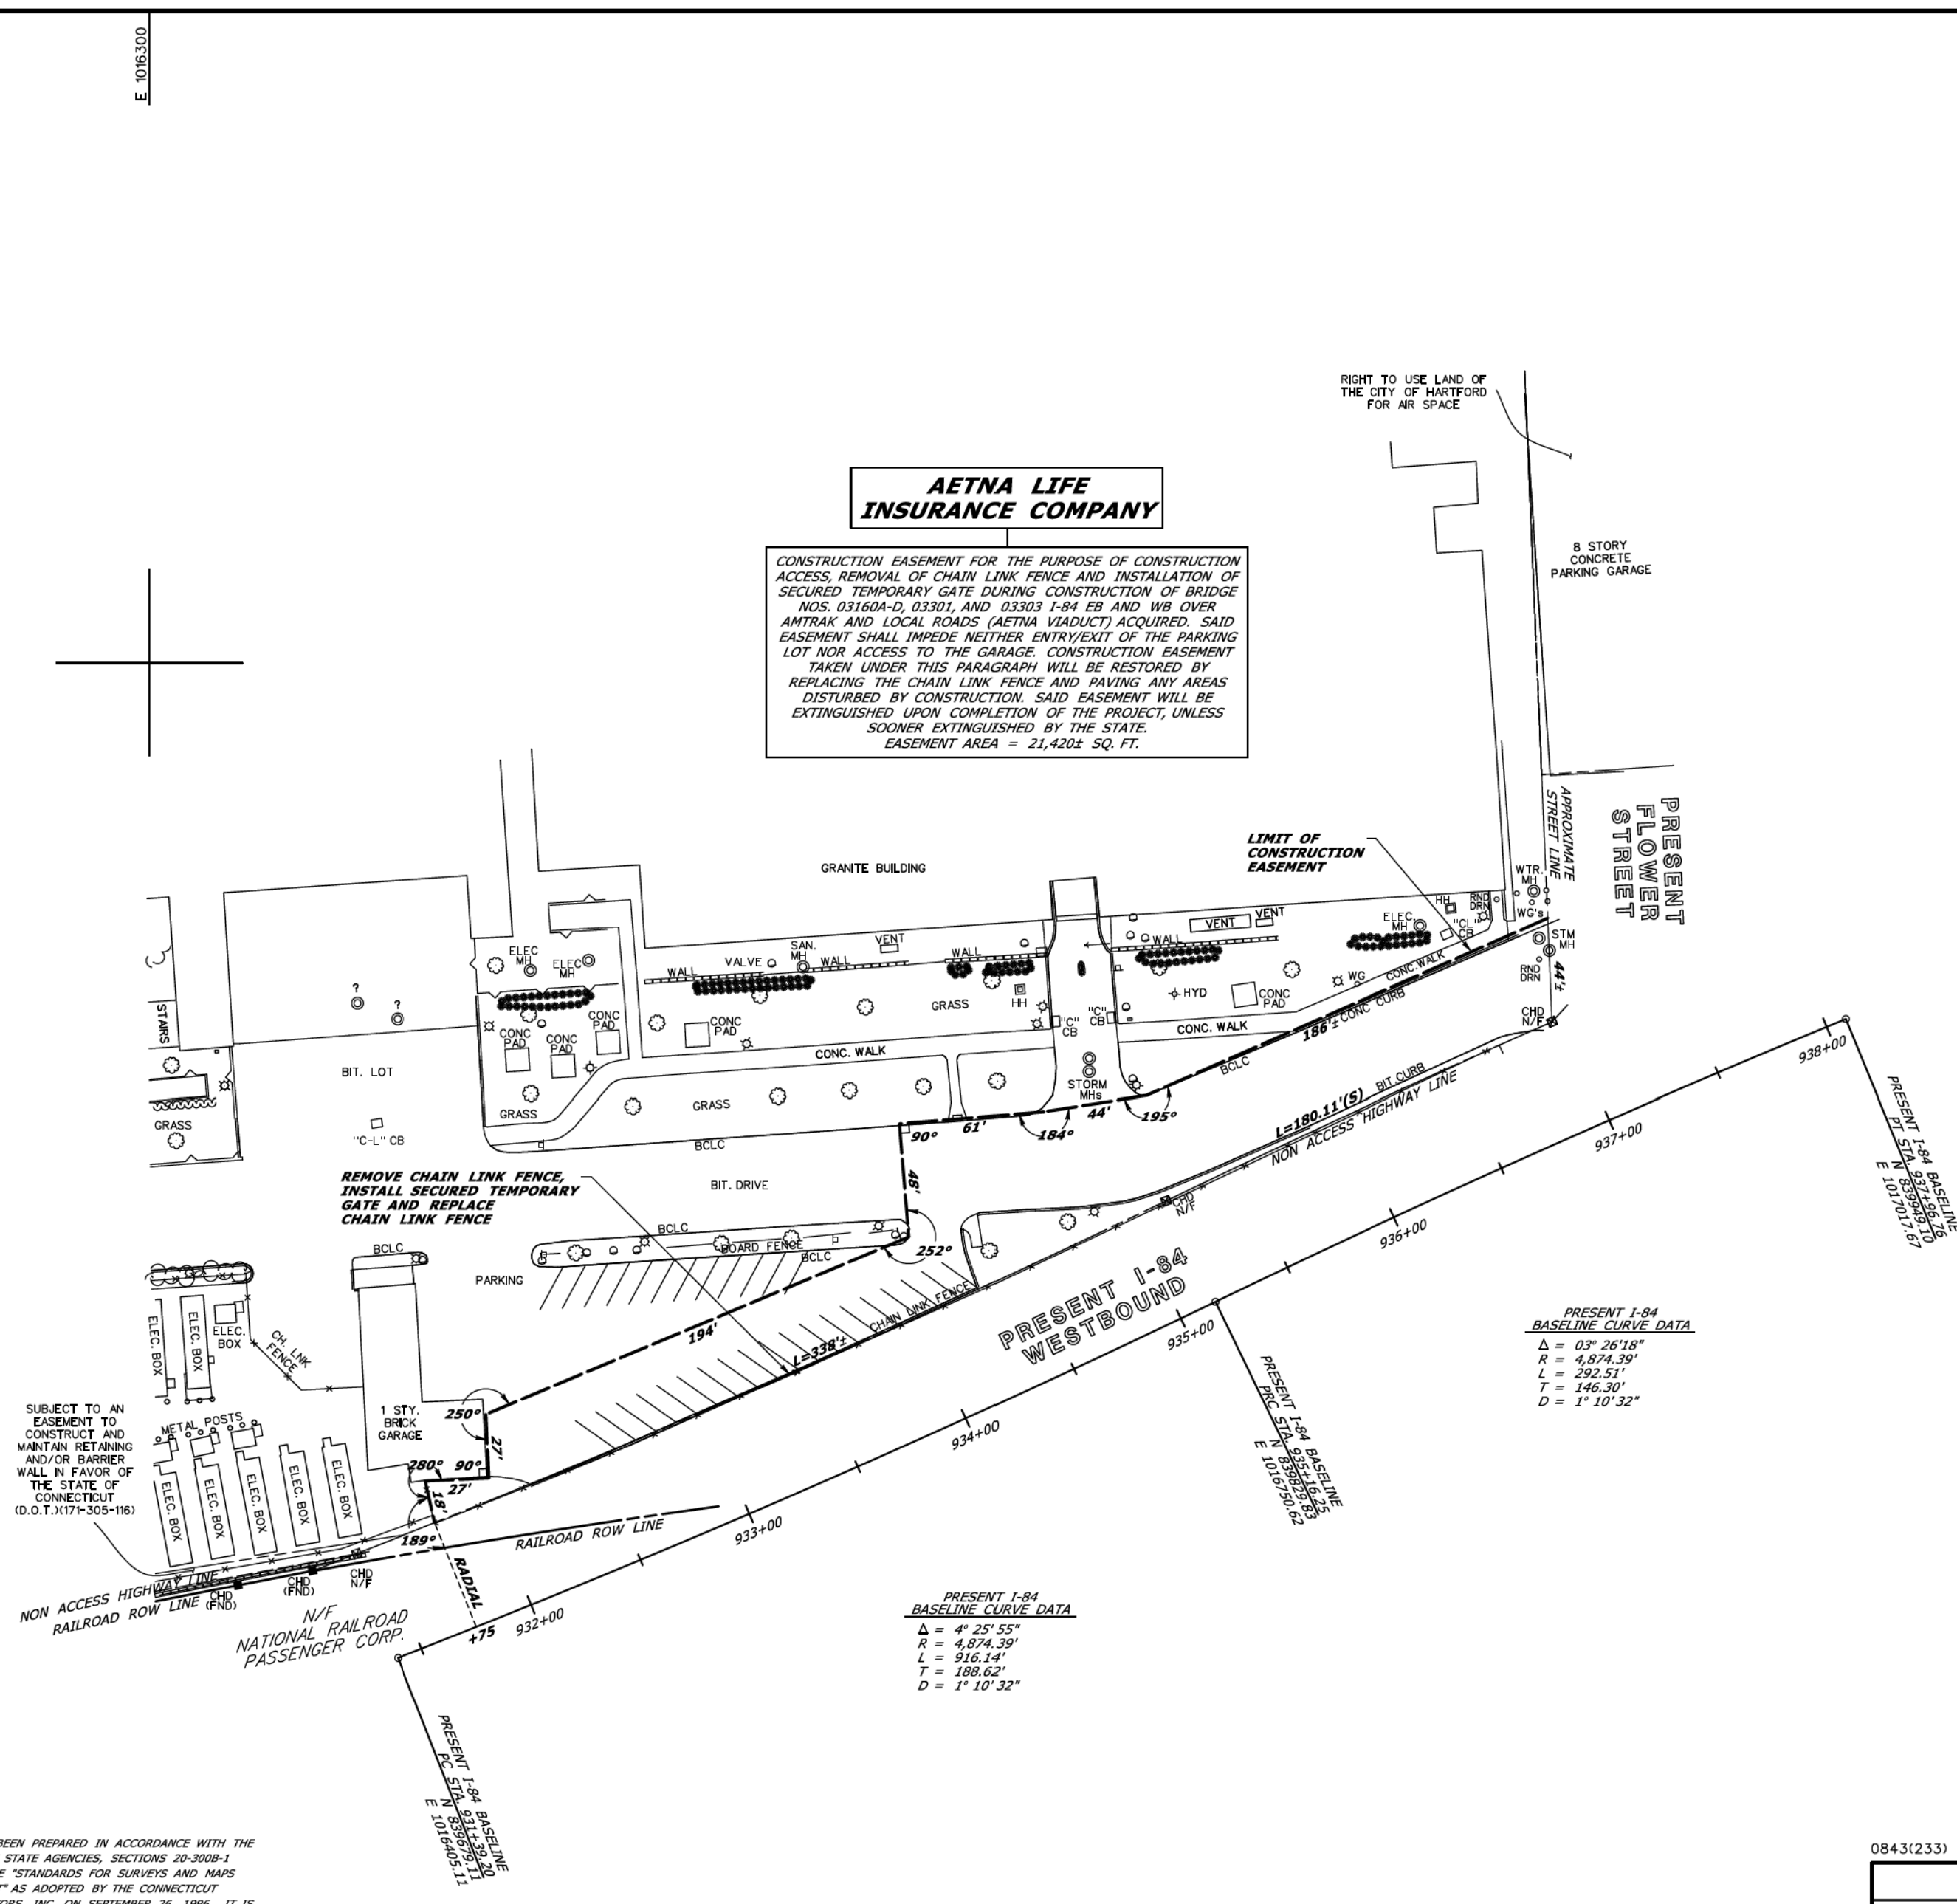 E 1016300
RIGHT TO USE LAND OF
THE CITY OF HARTFORD
FOR AIR SPACE
AETNA LIFE
INSURANCE COMPANY
8 STORY
CONCRETE
PARKING GARAGE
CONSTRUCTION EASEMENT FOR THE PURPOSE OF CONSTRUCTION
ACCESS, REMOVAL OF CHAIN LINK FENCE AND INSTALLATION OF
SECURED TEMPORARY GATE DURING CONSTRUCTION OF BRIDGE
NOS. 03160A-D, 03301, AND 03303 I-84 EB AND WB OVER
AMTRAK AND LOCAL ROADS (AETNA VIADUCT) ACQUIRED. SAID
EASEMENT SHALL IMPEDE NEITHER ENTRY/EXIT OF THE PARKING
LOT NOR ACCESS TO THE GARAGE. CONSTRUCTION EASEMENT
TAKEN UNDER THIS PARAGRAPH WILL BE RESTORED BY
REPLACING THE CHAIN LINK FENCE AND PAVING ANY AREAS
DISTURBED BY CONSTRUCTION. SAID EASEMENT WILL BE
EXTINGUISHED UPON COMPLETION OF THE PROJECT, UNLESS
SOONER EXTINGUISHED BY THE STATE.
EASEMENT AREA = 21,420± SQ. FT.
APPROXIMATE
STREET LINE
PRESENT
FLOWER
STREET
LIMIT OF
CONSTRUCTION
EASEMENT
GRANITE BUILDING
WTR.
MH
HH
RND
DRN
WG's
"CL"
CB
ELEC.
MH
STM
MH
RND
DRN
44'±
CHD
N/F
VENT
VENT
WALL
WALL
WALL
WALL
VENT
SAN.
MH
VALVE
ELEC
MH
ELEC
MH
?
?
STAIRS
WG
CONC. WALK
CONC CURB
186'±
HYD
CONC
PAD
GRASS
HH
"C"
CB
"C"
CB
CONC. WALK
CONC
PAD
CONC
PAD
CONC
PAD
CONC
PAD
CONC. WALK
BIT. LOT
STORM
MHs
BCLC
GRASS
GRASS
GRASS
"C-L" CB
44'
195°
184°
61'
90°
BCLC
L=180.11'(S)
BIT.CURB
NON ACCESS HIGHWAY LINE
938+00
937+00
PRESENT I-84 BASELINE
PT STA. 937+96.76
N 839949.10
E 1017017.67
REMOVE CHAIN LINK FENCE,
INSTALL SECURED TEMPORARY
GATE AND REPLACE
CHAIN LINK FENCE
BIT. DRIVE
48'
CHD
N/F
936+00
BCLC
BCLC
BOARD FENCE
BCLC
252°
PARKING
PRESENT I-84
WESTBOUND
CHAIN LINK FENCE
L=338'±
194'
935+00
ELEC. BOX
ELEC. BOX
ELEC.
BOX
CH. LNK
FENCE
PRESENT I-84
BASELINE CURVE DATA
Δ = 03° 26'18"
R = 4,874.39'
L = 292.51'
T = 146.30'
D = 1° 10'32"
PRESENT I-84 BASELINE
PRC STA. 935+16.25
N 839829.83
E 1016750.62
SUBJECT TO AN
EASEMENT TO
CONSTRUCT AND
MAINTAIN RETAINING
AND/OR BARRIER
WALL IN FAVOR OF
THE STATE OF
CONNECTICUT
(D.O.T.)(171-305-116)
METAL POSTS
1 STY.
BRICK
GARAGE
250°
27'
280°
90°
27'
18'
934+00
ELEC. BOX
ELEC. BOX
ELEC. BOX
ELEC. BOX
ELEC. BOX
189°
RAILROAD ROW LINE
933+00
RADIAL
CHD
N/F
CHD
(FND)
CHD
(FND)
NON ACCESS HIGHWAY LINE
RAILROAD ROW LINE
N/F
NATIONAL RAILROAD
PASSENGER CORP.
+75
932+00
PRESENT I-84
BASELINE CURVE DATA
Δ = 4° 25'55"
R = 4,874.39'
L = 916.14'
T = 188.62'
D = 1° 10'32"
PRESENT I-84 BASELINE
PC STA. 931+39.20
N 839679.11
E 1016405.11
BEEN PREPARED IN ACCORDANCE WITH THE
STATE AGENCIES, SECTIONS 20-300B-1
"STANDARDS FOR SURVEYS AND MAPS
AS ADOPTED BY THE CONNECTICUT
INC. ON SEPTEMBER 26, 1996. IT IS
0843(233)